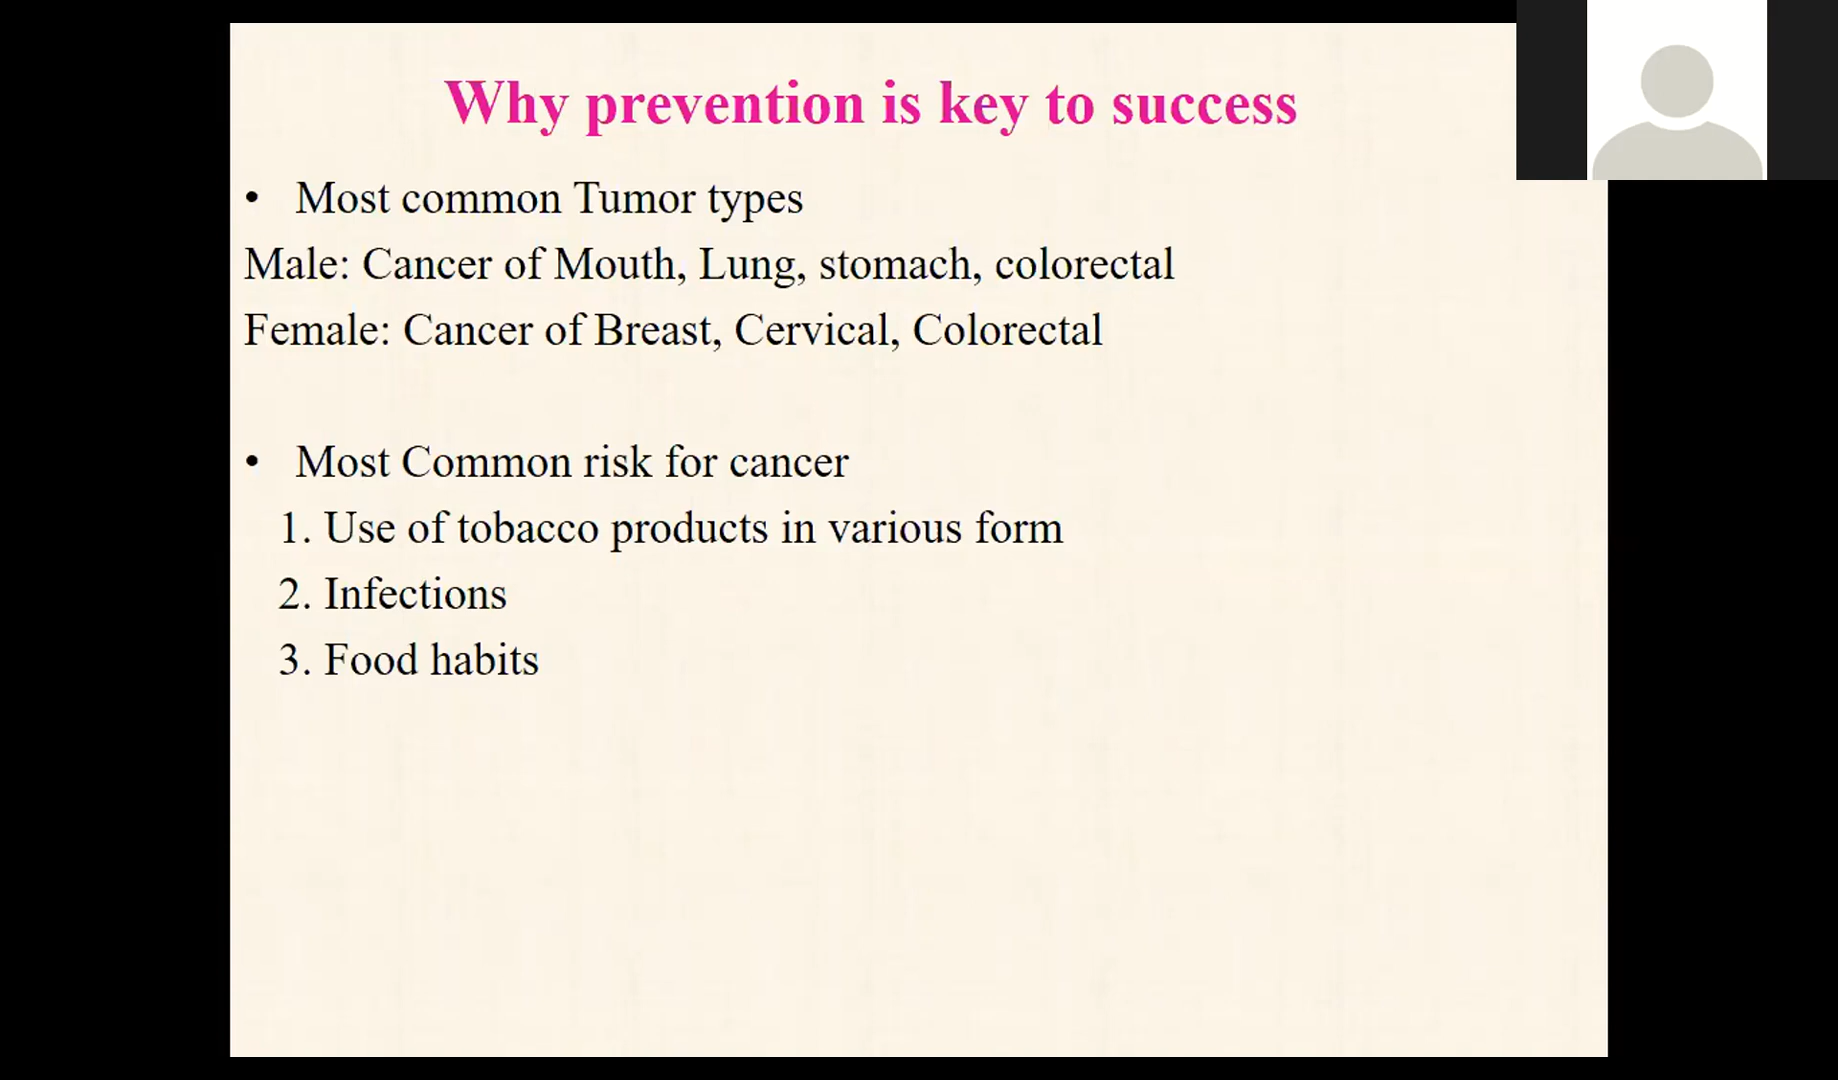 Why prevention is key to success
• Most common Tumor types
Male: Cancer of Mouth, Lung, stomach, colorectal
Female: Cancer of Breast, Cervical, Colorectal
• Most Common risk for cancer
1. Use of tobacco products in various form
2. Infections
3. Food habits